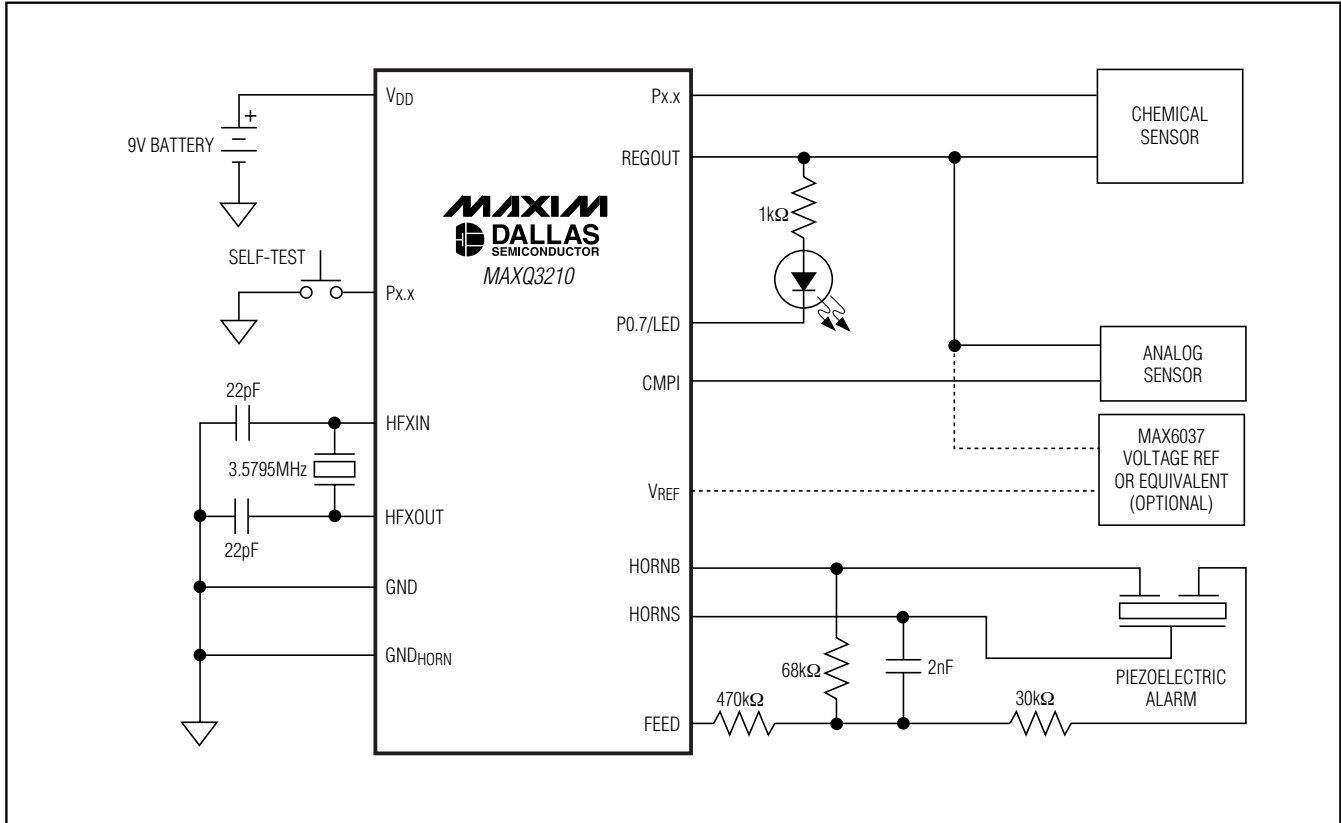 9V BATTERY
+
SELF-TEST
22pF
3.5795MHz
22pF
VDD
Px.x
HFXIN
HFXOUT
GND
GNDHORN
MAXIM
DALLAS
SEMICONDUCTOR
MAXQ3210
Px.x
REGOUT
P0.7/LED
CMPI
VREF
HORNB
HORNS
FEED
1kΩ
68kΩ
2nF
470kΩ
30kΩ
CHEMICAL
SENSOR
ANALOG
SENSOR
MAX6037
VOLTAGE REF
OR EQUIVALENT
(OPTIONAL)
PIEZOELECTRIC
ALARM